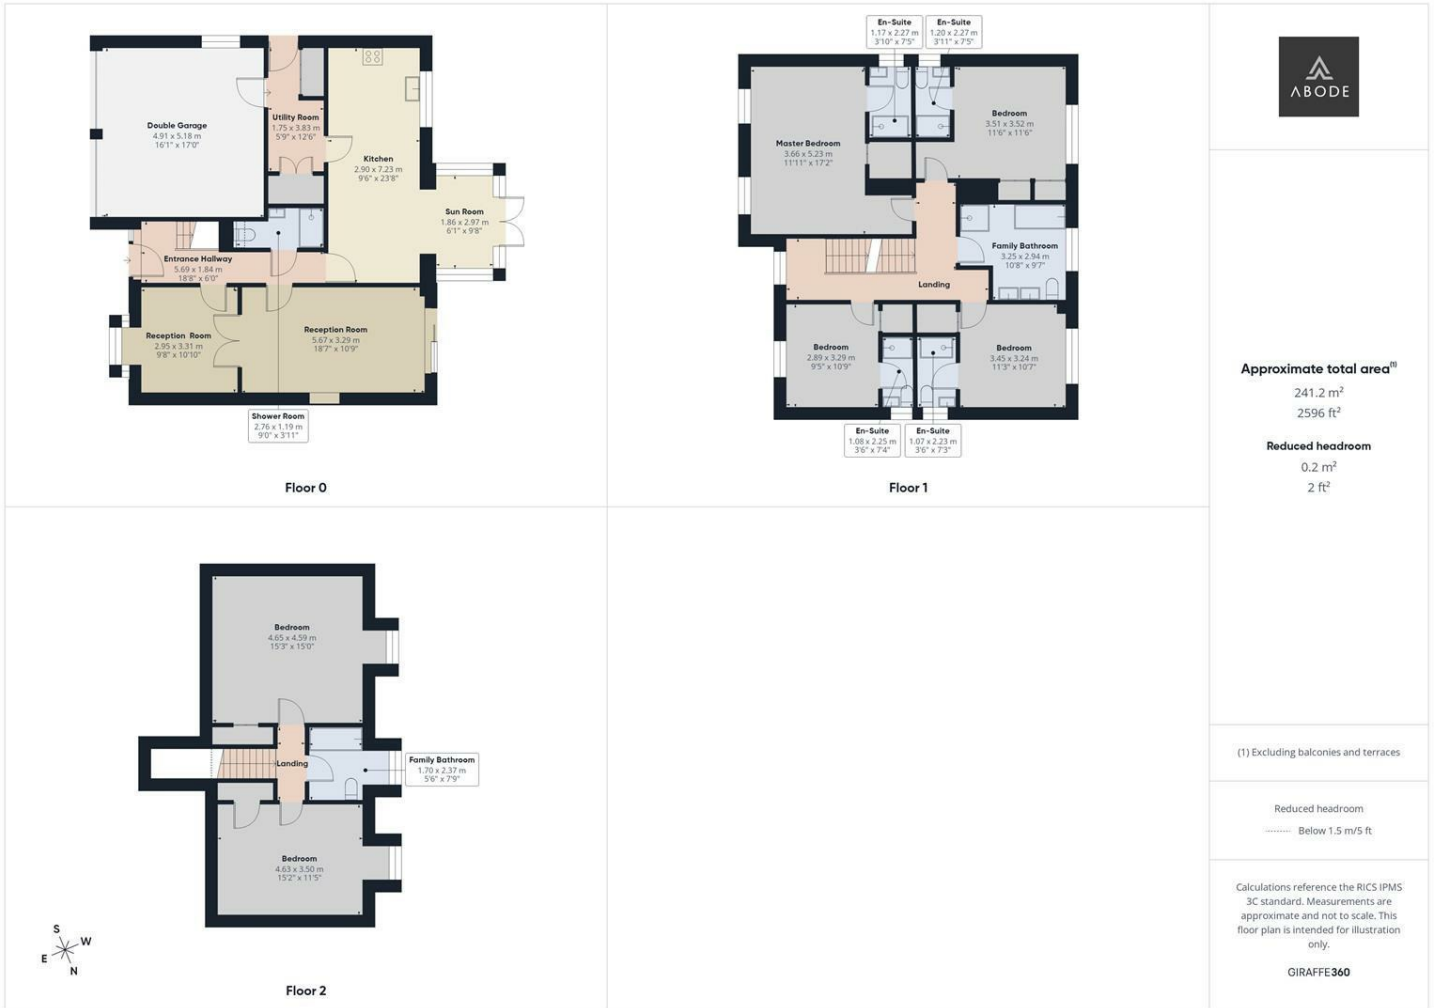 Double Garage
4.91 x 5.18 m
16'1" x 17'0"
Utility Room
1.75 x 3.83 m
5'9" x 12'6"
Kitchen
2.90 x 7.23 m
9'6" x 23'8"
Sun Room
1.86 x 2.97 m
6'1" x 9'8"
Entrance Hallway
5.69 x 1.84 m
18'8" x 6'0"
Reception Room
2.95 x 3.31 m
9'8" x 10'10"
Reception Room
5.67 x 3.29 m
18'7" x 10'9"
Shower Room
2.76 x 1.19 m
9'0" x 3'11"
Floor 0
En-Suite
1.17 x 2.27 m
3'10" x 7'5"
En-Suite
1.20 x 2.27 m
3'11" x 7'5"
Master Bedroom
3.66 x 5.23 m
11'11" x 17'2"
Bedroom
3.51 x 3.52 m
11'6" x 11'6"
Family Bathroom
3.25 x 2.94 m
10'8" x 9'7"
Landing
Bedroom
2.89 x 3.29 m
9'5" x 10'9"
Bedroom
3.45 x 3.24 m
11'3" x 10'7"
En-Suite
1.08 x 2.25 m
3'6" x 7'4"
En-Suite
1.07 x 2.23 m
3'6" x 7'3"
Floor 1
Bedroom
4.65 x 4.59 m
15'3" x 15'0"
Landing
Family Bathroom
1.70 x 2.37 m
5'6" x 7'9"
Bedroom
4.63 x 3.50 m
15'2" x 11'5"
S
W
E
N
Floor 2
ABODE
Approximate total area(1)
241.2 m²
2596 ft²
Reduced headroom
0.2 m²
2 ft²
(1) Excluding balconies and terraces
Reduced headroom
Below 1.5 m/5 ft
Calculations reference the RICS IPMS
3C standard. Measurements are
approximate and not to scale. This
floor plan is intended for illustration
only.
GIRAFFE360